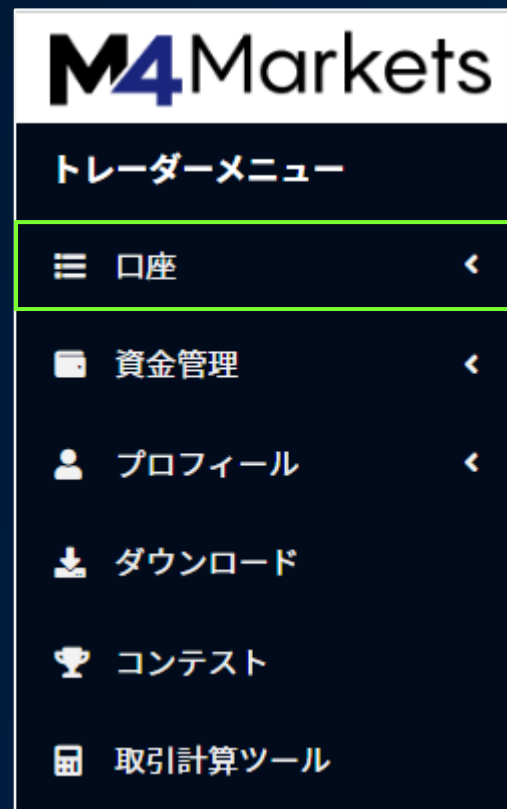 M4Markets
トレーダーメニュー
口座
資金管理
プロフィール
ダウンロード
コンテスト
取引計算ツール